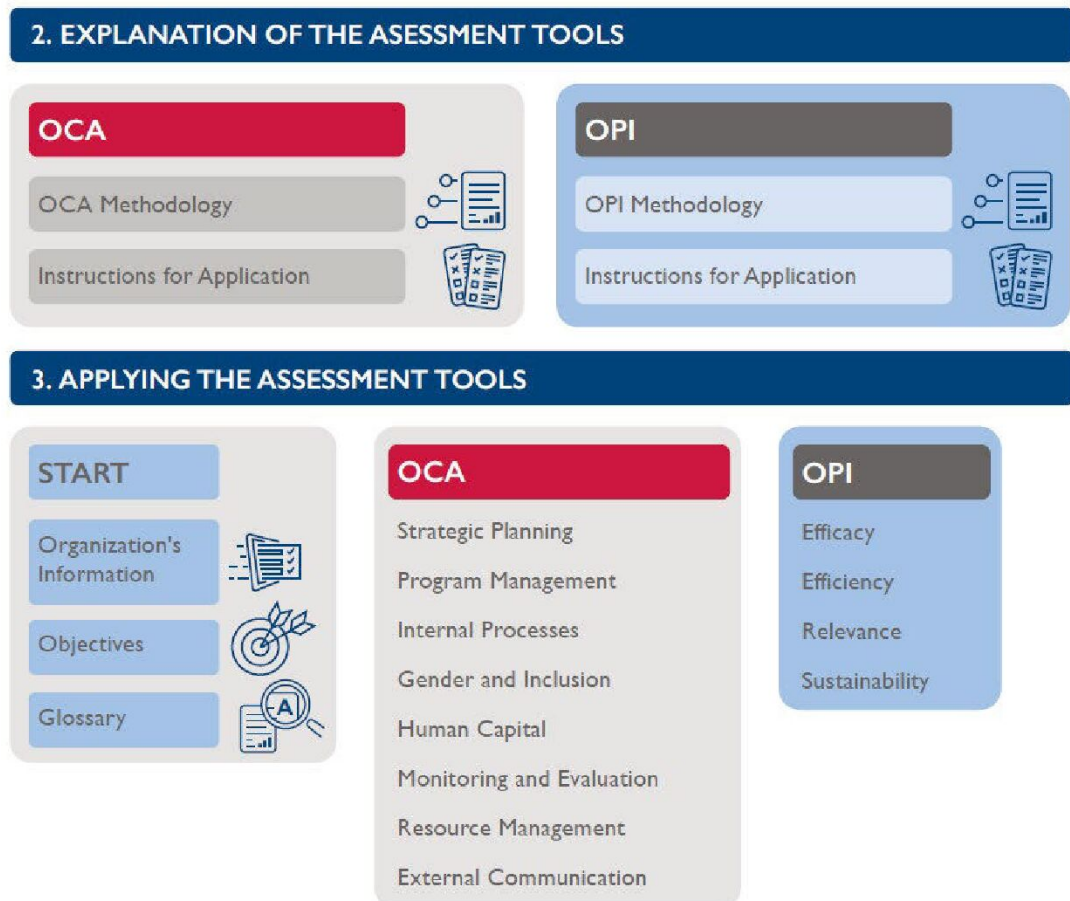 2. EXPLANATION OF THE ASESSMENT TOOLS
OCA
OCA Methodology
Instructions for Application
OPI
OPI Methodology
Instructions for Application
3. APPLYING THE ASSESSMENT TOOLS
START
Organization's
Information
Objectives
Glossary
A
OCA
Strategic Planning
Program Management
Internal Processes
Gender and Inclusion
Human Capital
Monitoring and Evaluation
Resource Management
External Communication
OPI
Efficacy
Efficiency
Relevance
Sustainability